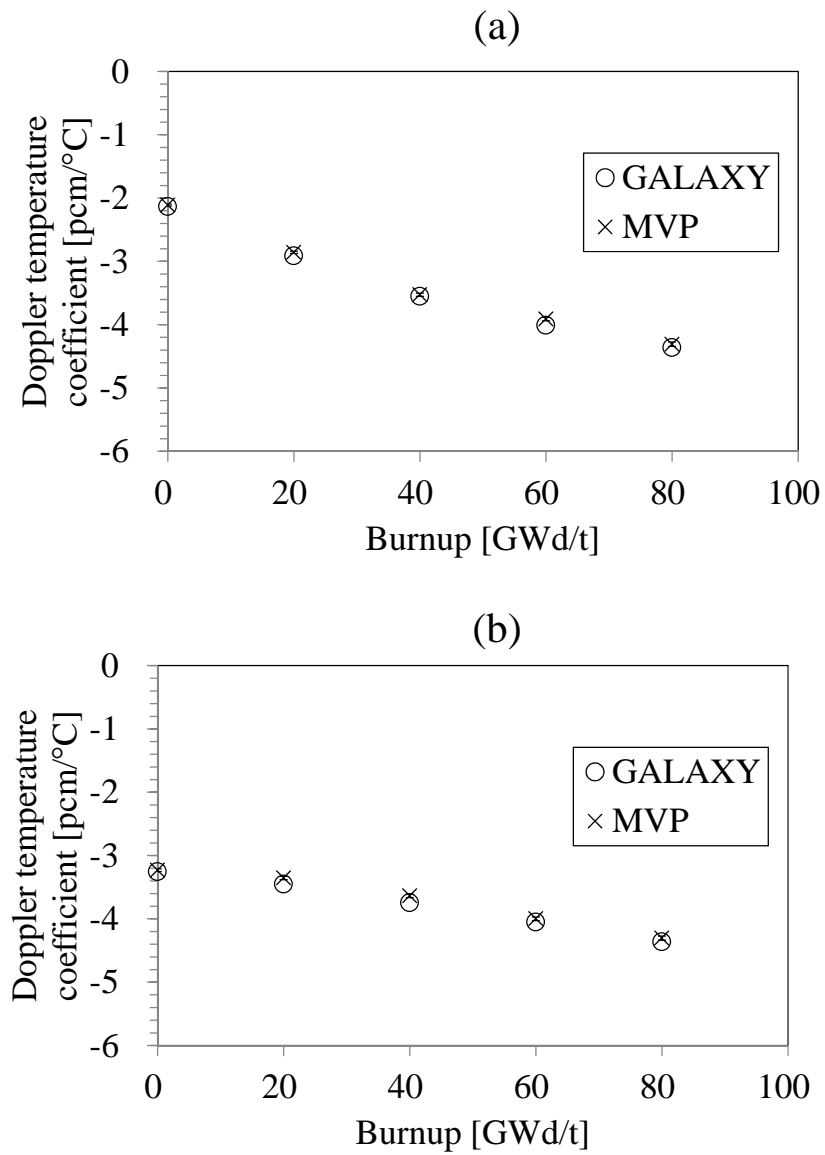 (a)
0
-1
-2
-3
-4
-5
-6
Doppler temperature
coefficient [pcm/°C]
GALAXY
MVP
0 20 40 60 80 100
Burnup [GWd/t]
(b)
0
-1
-2
-3
-4
-5
-6
Doppler temperature
coefficient [pcm/°C]
GALAXY
MVP
0 20 40 60 80 100
Burnup [GWd/t]